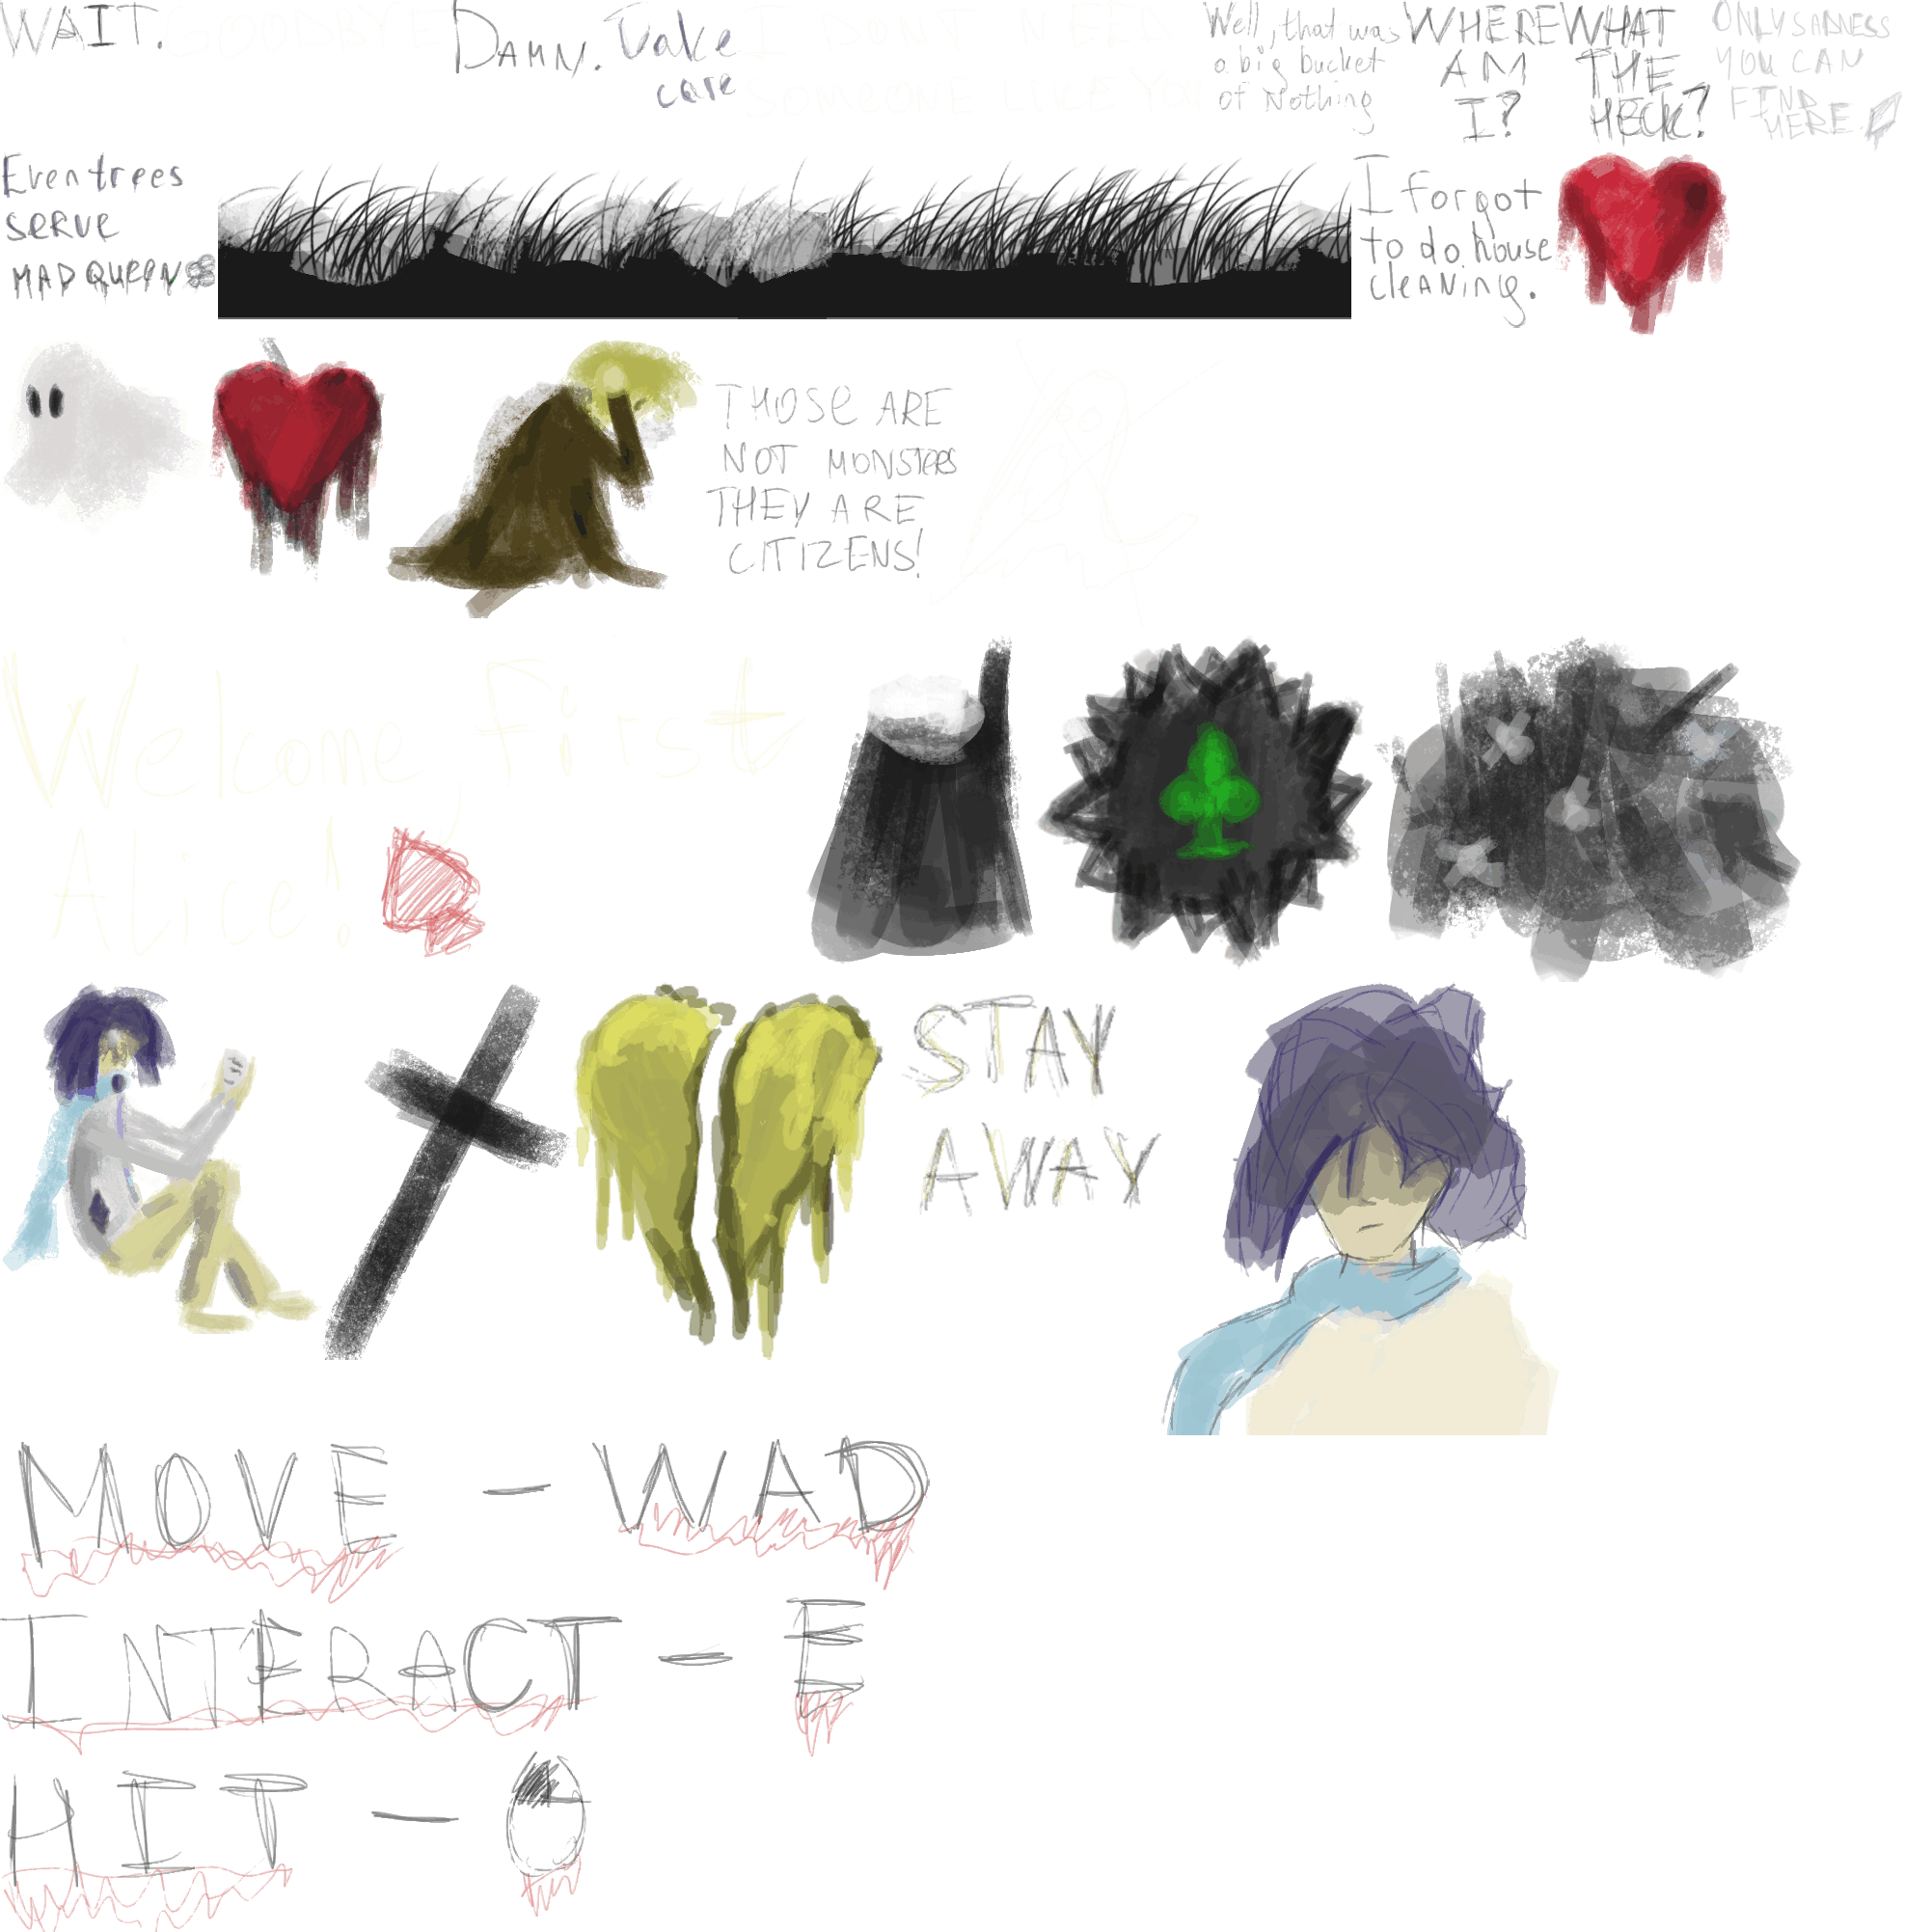 WAIT.
GOODBYE
DAMN.
Take
care
I DONT NEED
SOMEONE LIKE YOU
Well, that was
a big bucket
of Nothing
WHERE
AM
I?
WHAT
THE
HECK?
ONLY SADNESS
YOU CAN
FIND
HERE.
Even trees
serve
MAD QUEEN
I forgot
to do house
cleaning.
THOSE ARE
NOT MONSTERS
THEY ARE
CITIZENS!
Welcome, First
Alice!
STAY
AWAY
MOVE - WAD
INTERACT - E
HIT -